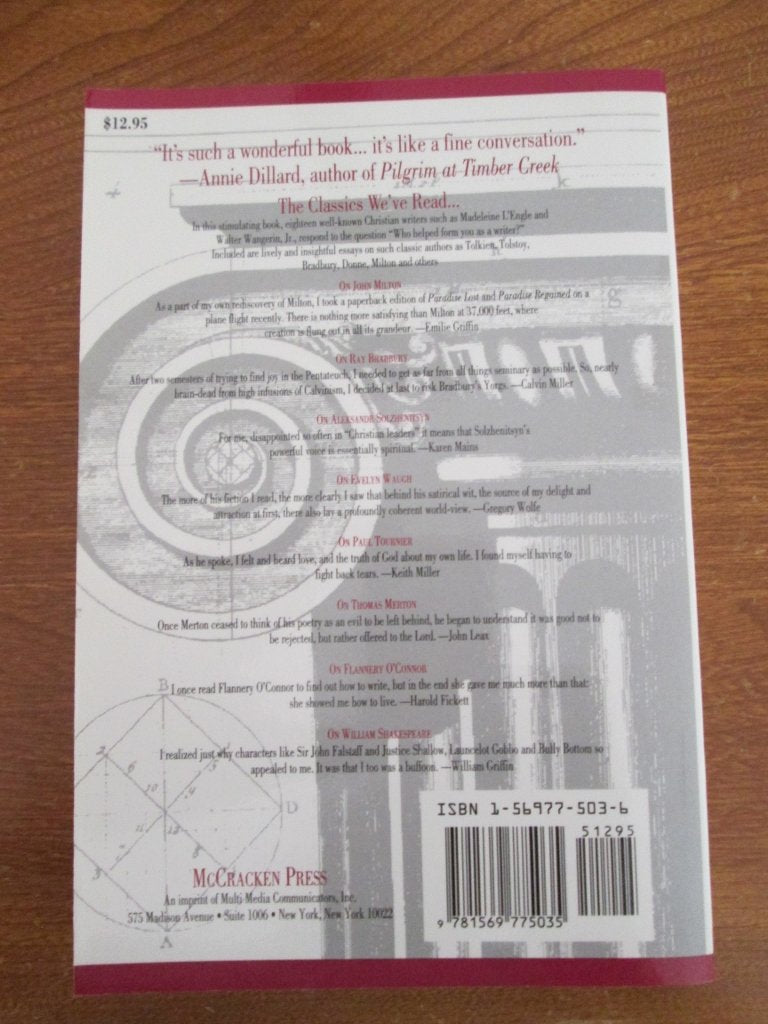 $12.95
"It's such a wonderful book... it's like a fine conversation."
—Annie Dillard, author of Pilgrim at Timber Creek
The Classics We've Read...
In this stimulating book, eighteen well-known Christian writers such as Madeleine L'Engle and
Walter Wangerin, Jr., respond to the question "Who helped form you as a writer?"
Included are lively and insightful essays on such classic authors as Tolkien, Tolstoy,
Bradbury, Donne, Milton and others
ON JOHN MILTON
As a part of my own rediscovery of Milton, I took a paperback edition of Paradise Lost and Paradise Regained on a
plane flight recently. There is nothing more satisfying than Milton at 37,000 feet, where
creation is flung out in all its grandeur. —Emilie Griffin
ON RAY BRADBURY
After two semesters of trying to find joy in the Pentateuch, I needed to get as far from all things seminary as possible. So, nearly
brain-dead from high infusions of Calvinism, I decided at last to risk Bradbury's Yorgs. —Calvin Miller
ON ALEKSANDR SOLZHENITSYN
For me, disappointed so often in "Christian leaders" it means that Solzhenitsyn's
powerful voice is essentially spiritual. —Karen Mains
ON EVELYN WAUGH
The more of his fiction I read, the more clearly I saw that behind his satirical wit, the source of my delight and
attraction at first, there also lay a profoundly coherent world-view. —Gregory Wolfe
ON PAUL TOURNIER
As he spoke, I felt and heard love, and the truth of God about my own life. I found myself having to
fight back tears. —Keith Miller
ON THOMAS MERTON
Once Merton ceased to think of his poetry as an evil to be left behind, he began to understand it was good not to
be rejected, but rather offered to the Lord. —John Leax
ON FLANNERY O'CONNOR
I once read Flannery O'Connor to find out how to write, but in the end she gave me much more than that:
she showed me how to live. —Harold Fickett
ON WILLIAM SHAKESPEARE
I realized just why characters like Sir John Falstaff and Justice Shallow, Launcelot Gobbo and Bully Bottom so
appealed to me. It was that I too was a buffoon. —William Griffin
B
D
A
ISBN 1-56977-503-6
51295
9 781569 775035
MCCRACKEN PRESS
An imprint of Multi Media Communicators, Inc.
575 Madison Avenue • Suite 1006 • New York, New York 10022